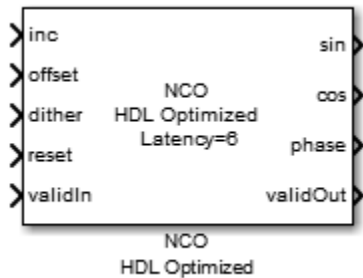 inc
offset
dither
reset
validIn
NCO
HDL Optimized
Latency=6
sin
cos
phase
validOut
NCO
HDL Optimized